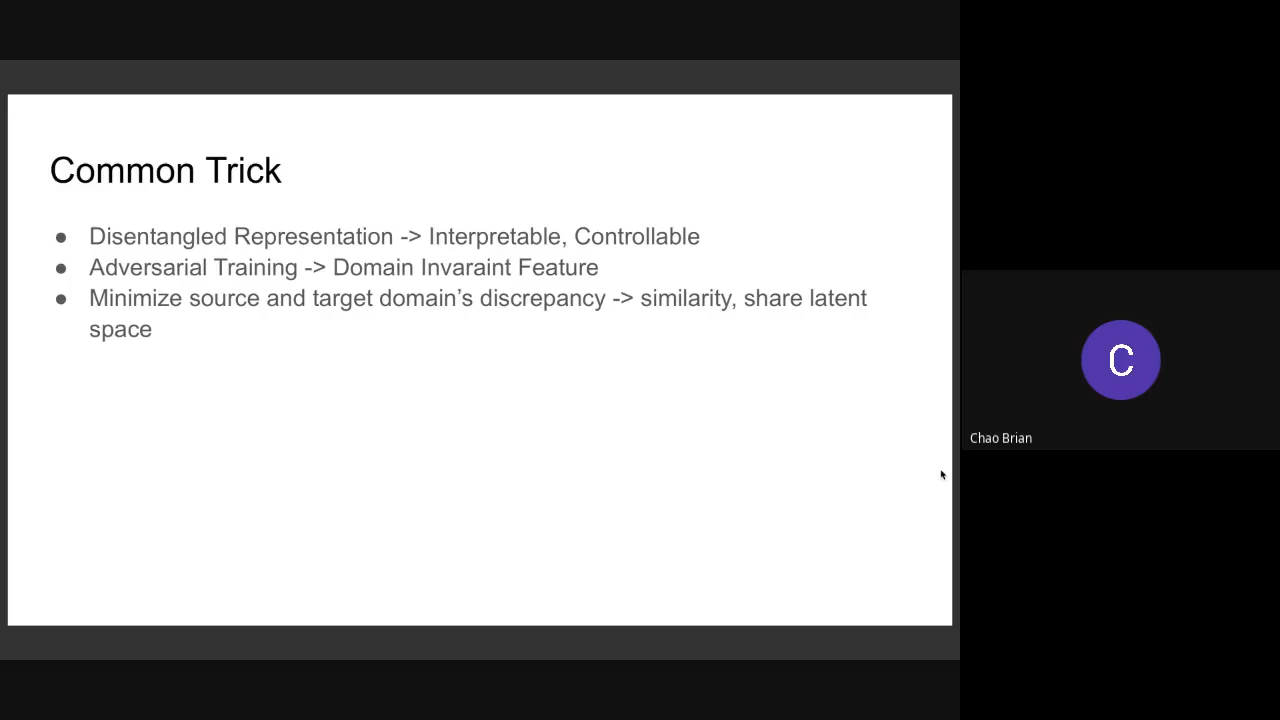 Common Trick
● Disentangled Representation -> Interpretable, Controllable
● Adversarial Training -> Domain Invaraint Feature
● Minimize source and target domain’s discrepancy -> similarity, share latent
space
C
Chao Brian